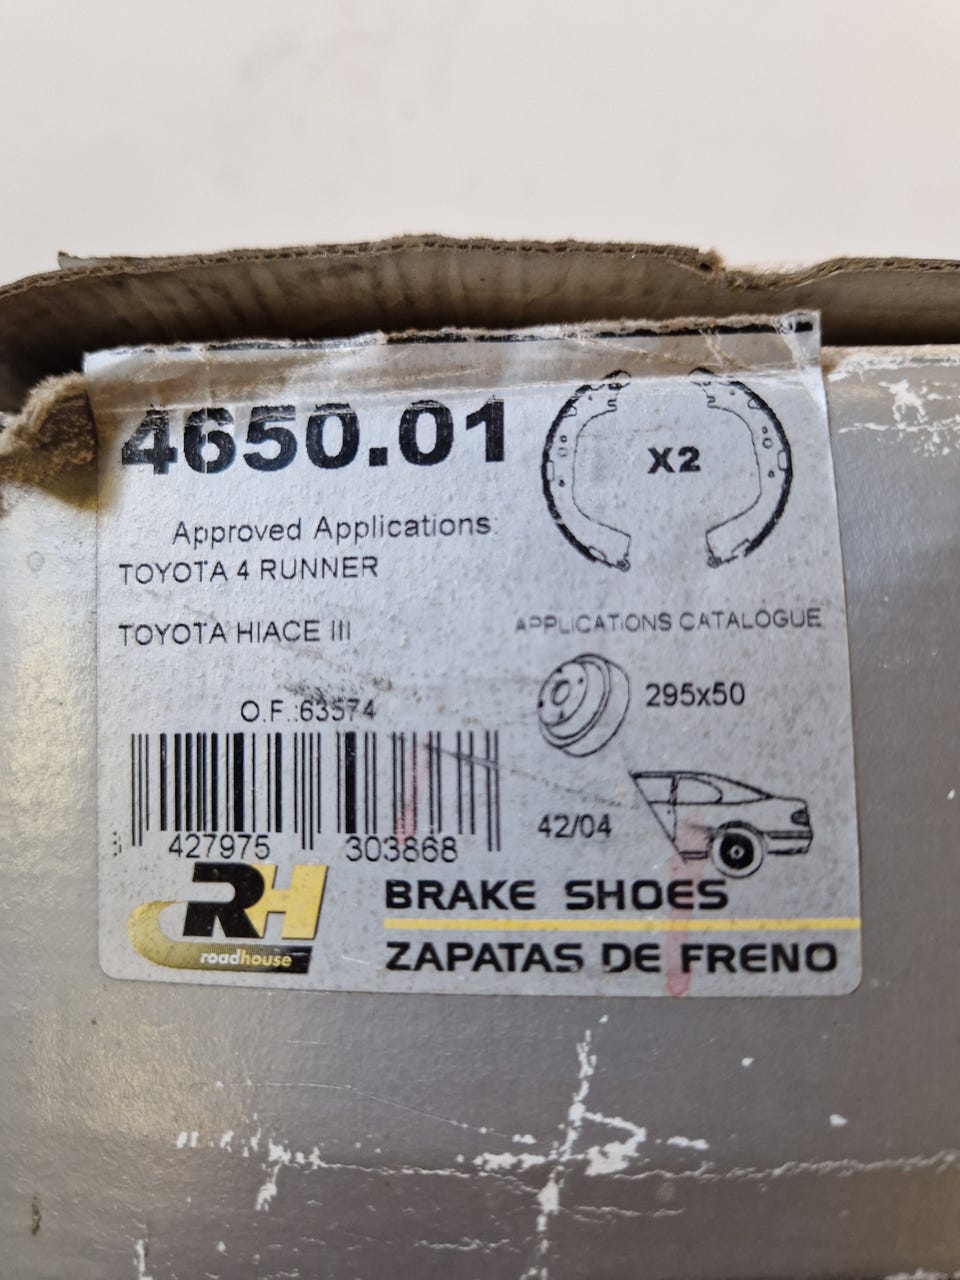 4650.01
X2
Approved Applications:
TOYOTA 4 RUNNER
TOYOTA HIACE III
APPLICATIONS CATALOGUE
295x50
O.F.:63574
42/04
427975 303868
RH
roadhouse
BRAKE SHOES
ZAPATAS DE FRENO